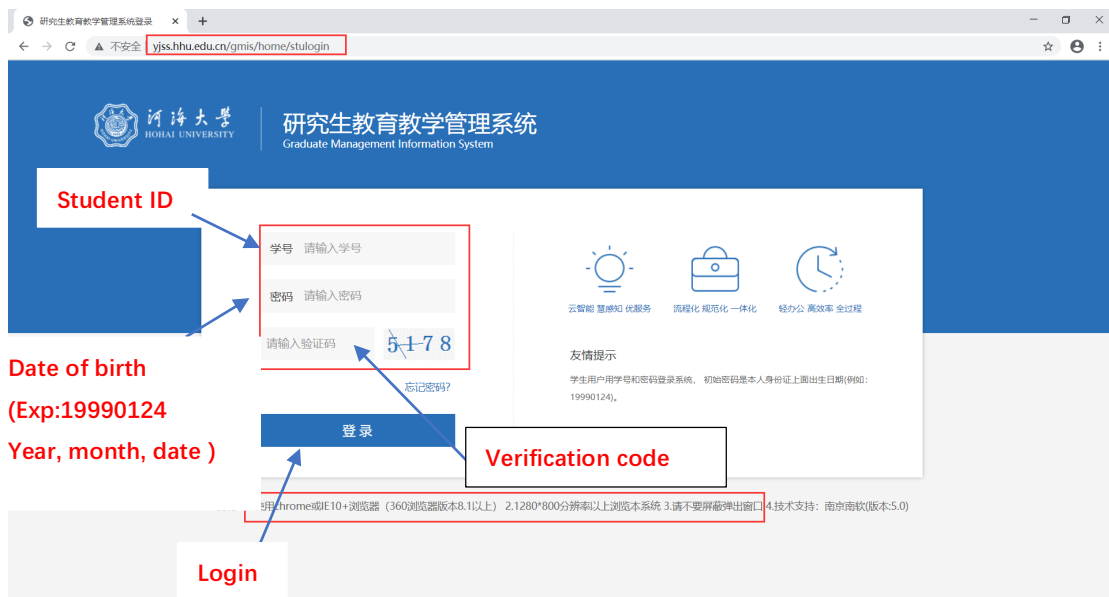 研究生教育教学管理系统登录
不安全 yjss.hhu.edu.cn/gmis/home/stulogin
河海大学
HOHAI UNIVERSITY
研究生教育教学管理系统
Graduate Management Information System
Student ID
学号 请输入学号
密码 请输入密码
请输入验证码 5178
忘记密码?
登录
云智能 慧感知 优服务
流程化 规范化 一体化
轻办公 高效率 全过程
友情提示
学生用户用学号和密码登录系统， 初始密码是本人身份证上面出生日期(例如：
19990124)。
Date of birth
(Exp:19990124
Year, month, date )
Verification code
使用chrome或IE10+浏览器（360浏览器版本8.1以上） 2.1280*800分辨率以上浏览本系统 3.请不要屏蔽弹出窗口 4.技术支持：南京南软(版本:5.0)
Login